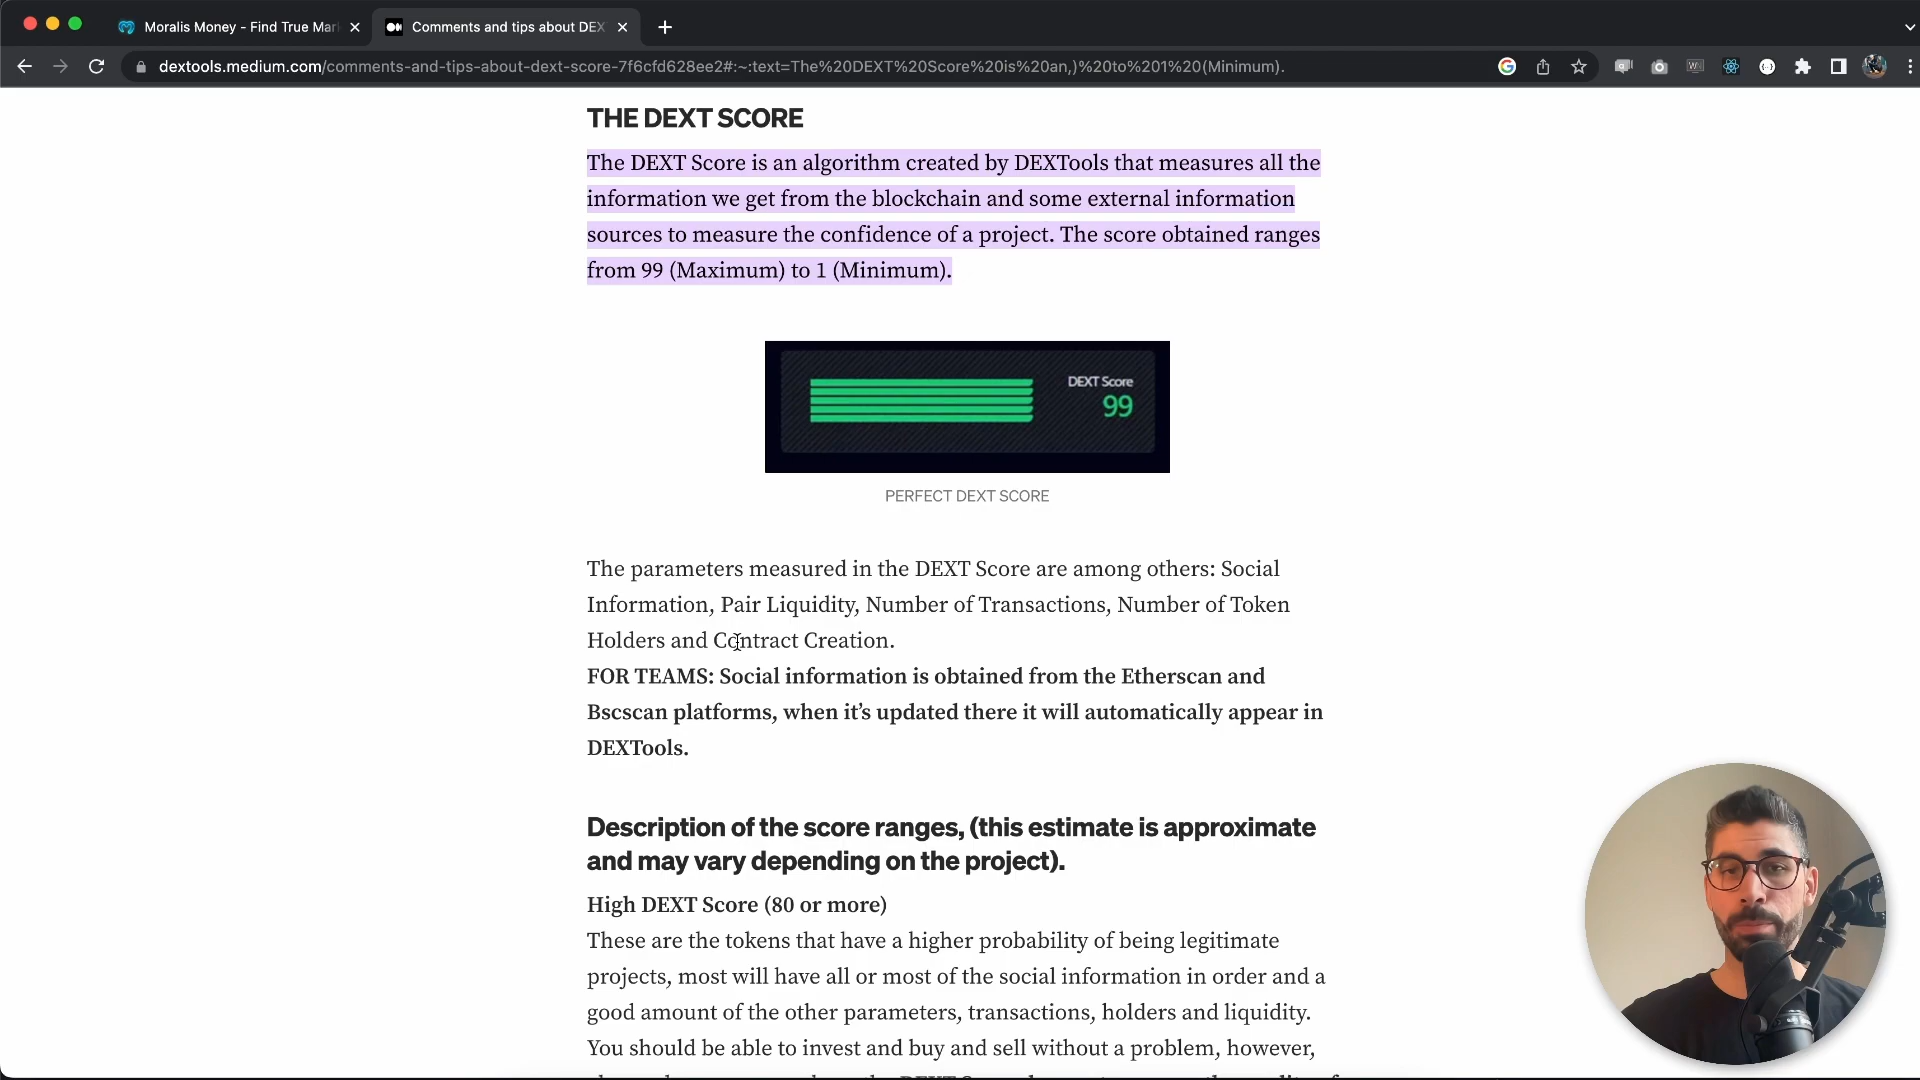 Moralis Money - Find True Mar
Comments and tips about DEX
dextools.medium.com/comments-and-tips-about-dext-score-7f6cfd628ee2#:~:text=The%20DEXT%20Score%20is%20an,)%20to%201%20(Minimum).
THE DEXT SCORE
The DEXT Score is an algorithm created by DEXTools that measures all the
information we get from the blockchain and some external information
sources to measure the confidence of a project. The score obtained ranges
from 99 (Maximum) to 1 (Minimum).
DEXT Score
99
PERFECT DEXT SCORE
The parameters measured in the DEXT Score are among others: Social
Information, Pair Liquidity, Number of Transactions, Number of Token
Holders and Contract Creation.
FOR TEAMS: Social information is obtained from the Etherscan and
Bscscan platforms, when it’s updated there it will automatically appear in
DEXTools.
Description of the score ranges, (this estimate is approximate
and may vary depending on the project).
High DEXT Score (80 or more)
These are the tokens that have a higher probability of being legitimate
projects, most will have all or most of the social information in order and a
good amount of the other parameters, transactions, holders and liquidity.
You should be able to invest and buy and sell without a problem, however,